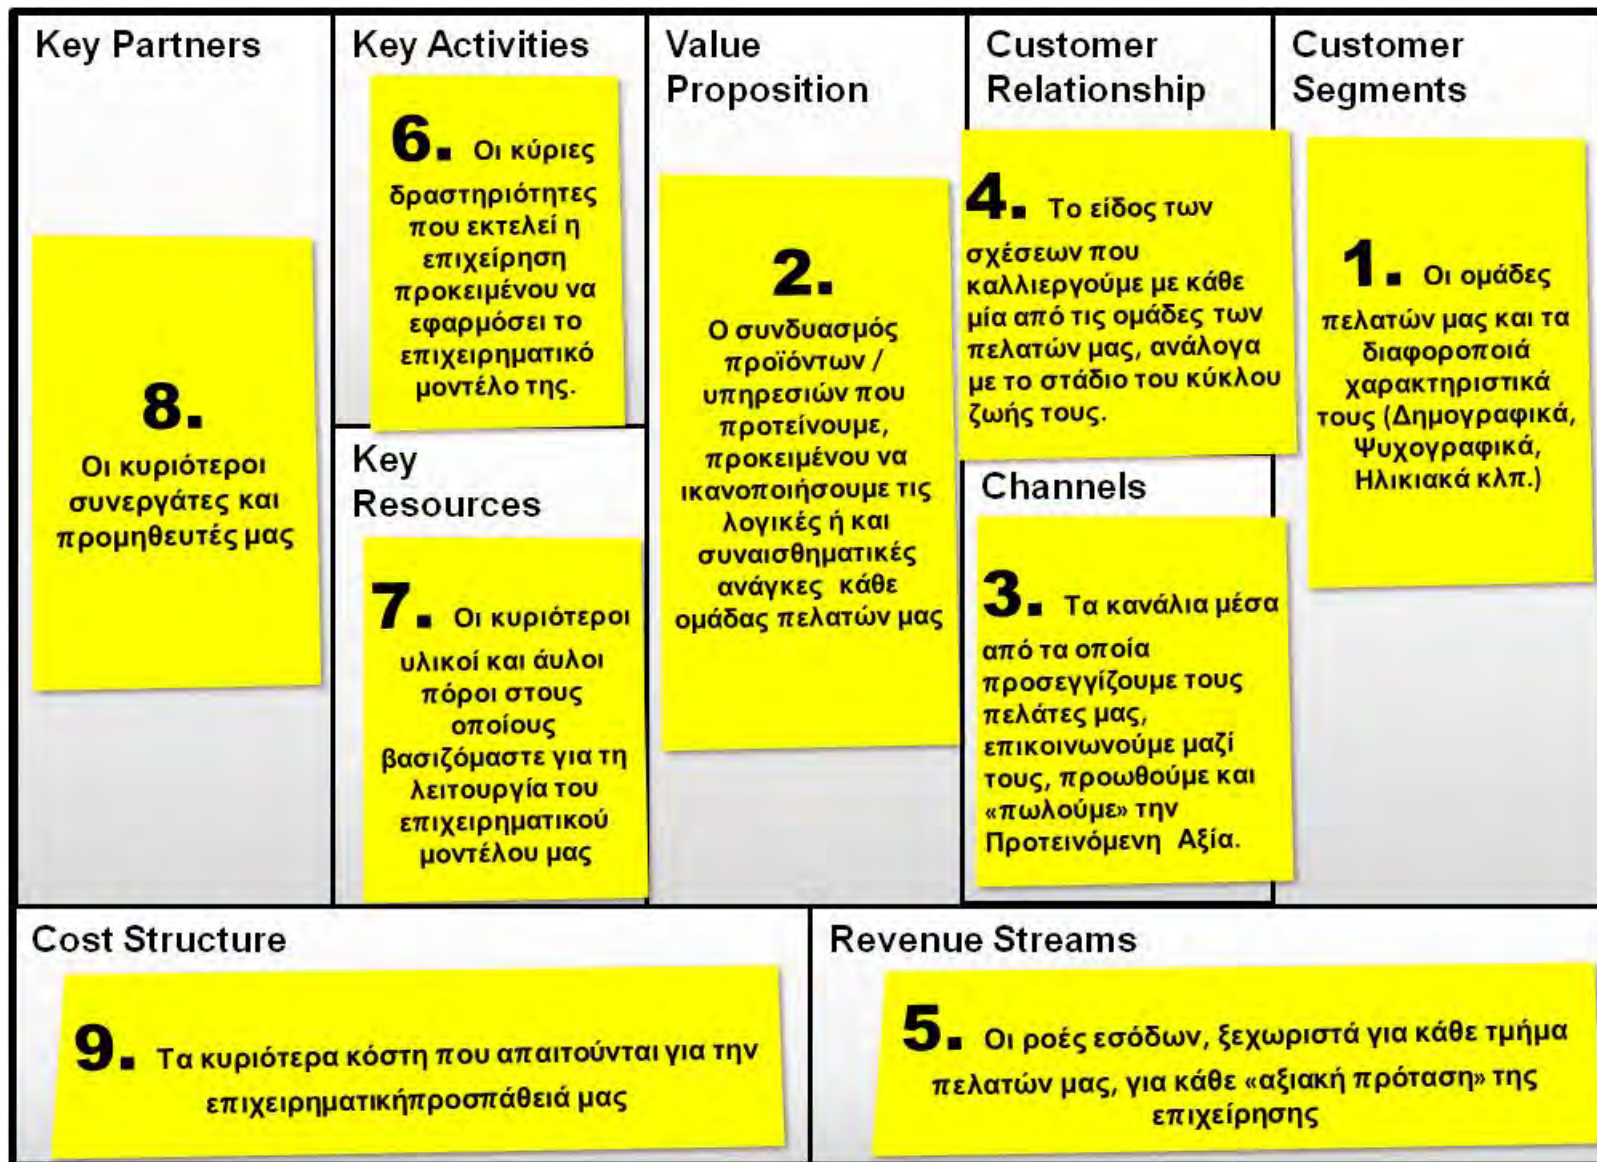 Key Partners
8.
Οι κυριότεροι
συνεργάτες και
προμηθευτές μας
Key Activities
6. Οι κύριες
δραστηριότητες
που εκτελεί η
επιχείρηση
προκειμένου να
εφαρμόσει το
επιχειρηματικό
μοντέλο της.
Key
Resources
7. Οι κυριότεροι
υλικοί και άυλοι
πόροι στους
οποίους
βασιζόμαστε για τη
λειτουργία του
επιχειρηματικού
μοντέλου μας
Value
Proposition
2.
Ο συνδυασμός
προϊόντων /
υπηρεσιών που
προτείνουμε,
προκειμένου να
ικανοποιήσουμε τις
λογικές ή και
συναισθηματικές
ανάγκες κάθε
ομάδας πελατών μας
Customer
Relationship
4. Το είδος των
σχέσεων που
καλλιεργούμε με κάθε
μία από τις ομάδες των
πελατών μας, ανάλογα
με το στάδιο του κύκλου
ζωής τους.
Channels
3. Τα κανάλια μέσα
από τα οποία
προσεγγίζουμε τους
πελάτες μας,
επικοινωνούμε μαζί
τους, προωθούμε και
«πωλούμε» την
Προτεινόμενη Αξία.
Customer
Segments
1. Οι ομάδες
πελατών μας και τα
διαφοροποιά
χαρακτηριστικά
τους (Δημογραφικά,
Ψυχογραφικά,
Ηλικιακά κλπ.)
Cost Structure
9. Τα κυριότερα κόστη που απαιτούνται για την
επιχειρηματικήπροσπάθειά μας
Revenue Streams
5. Οι ροές εσόδων, ξεχωριστά για κάθε τμήμα
πελατών μας, για κάθε «αξιακή πρόταση» της
επιχείρησης